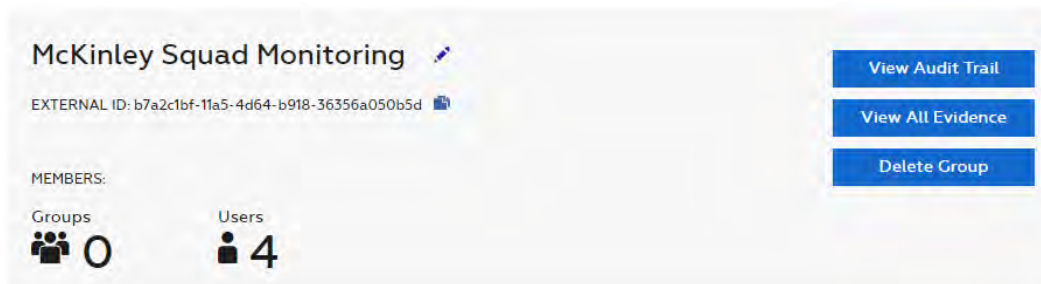 McKinley Squad Monitoring
View Audit Trail
EXTERNAL ID: b7a2c1bf-11a5-4d64-b918-36356a050b5d
View All Evidence
Delete Group
MEMBERS:
Groups
Users
0
4